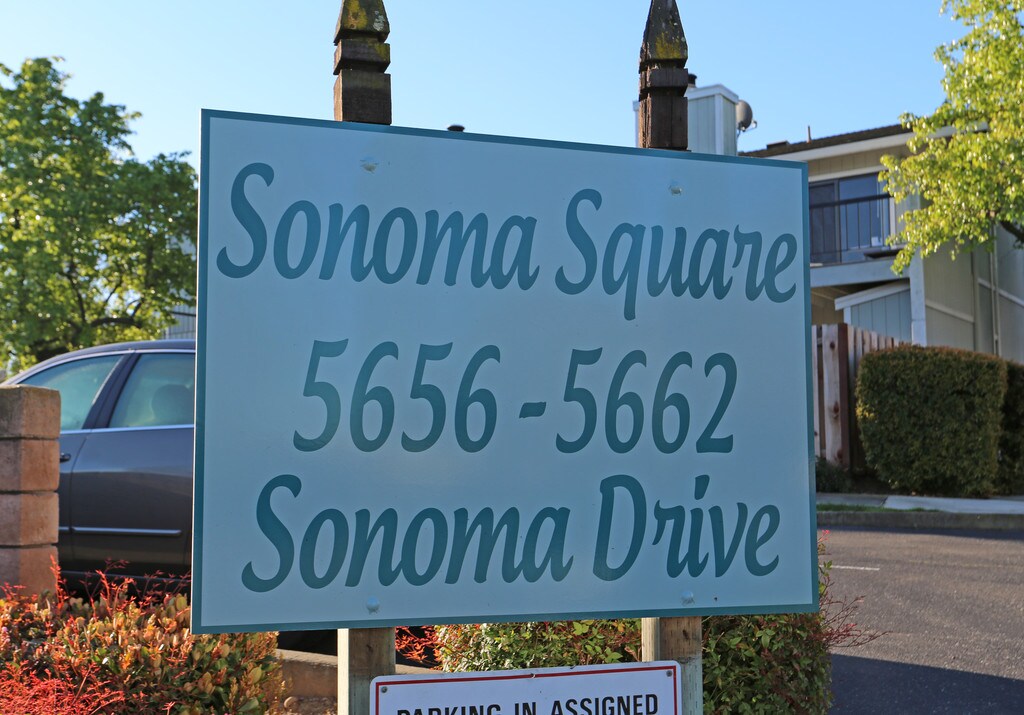 Sonoma Square
5656-5662
Sonoma Drive
PARKING IN ASSIGNED